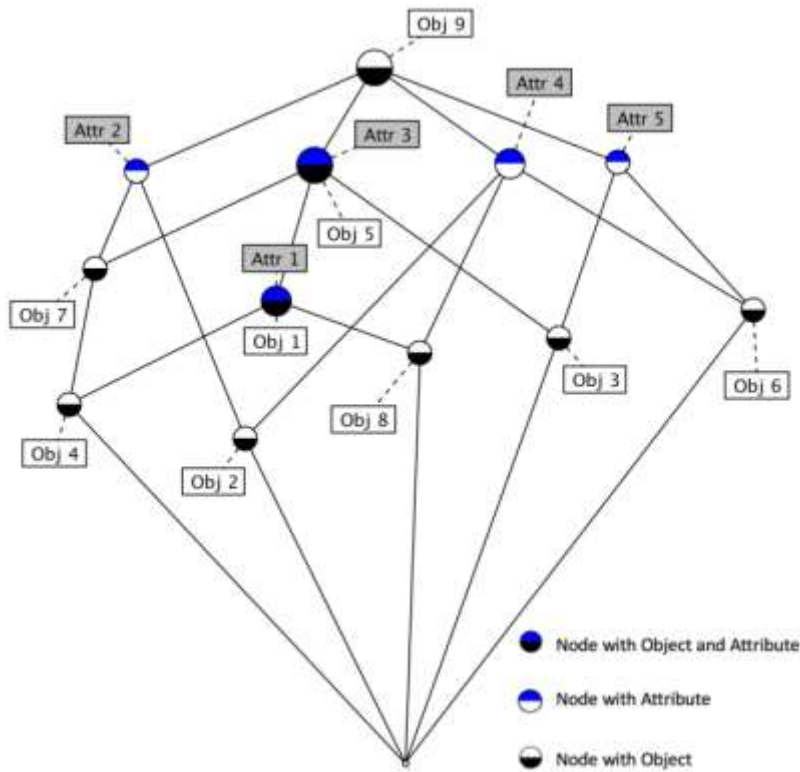 Obj 9
Attr 4
Attr 2
Attr 3
Attr 5
Obj 5
Attr 1
Obj 7
Obj 1
Obj 3
Obj 6
Obj 8
Obj 4
Obj 2
Node with Object and Attribute
Node with Attribute
Node with Object